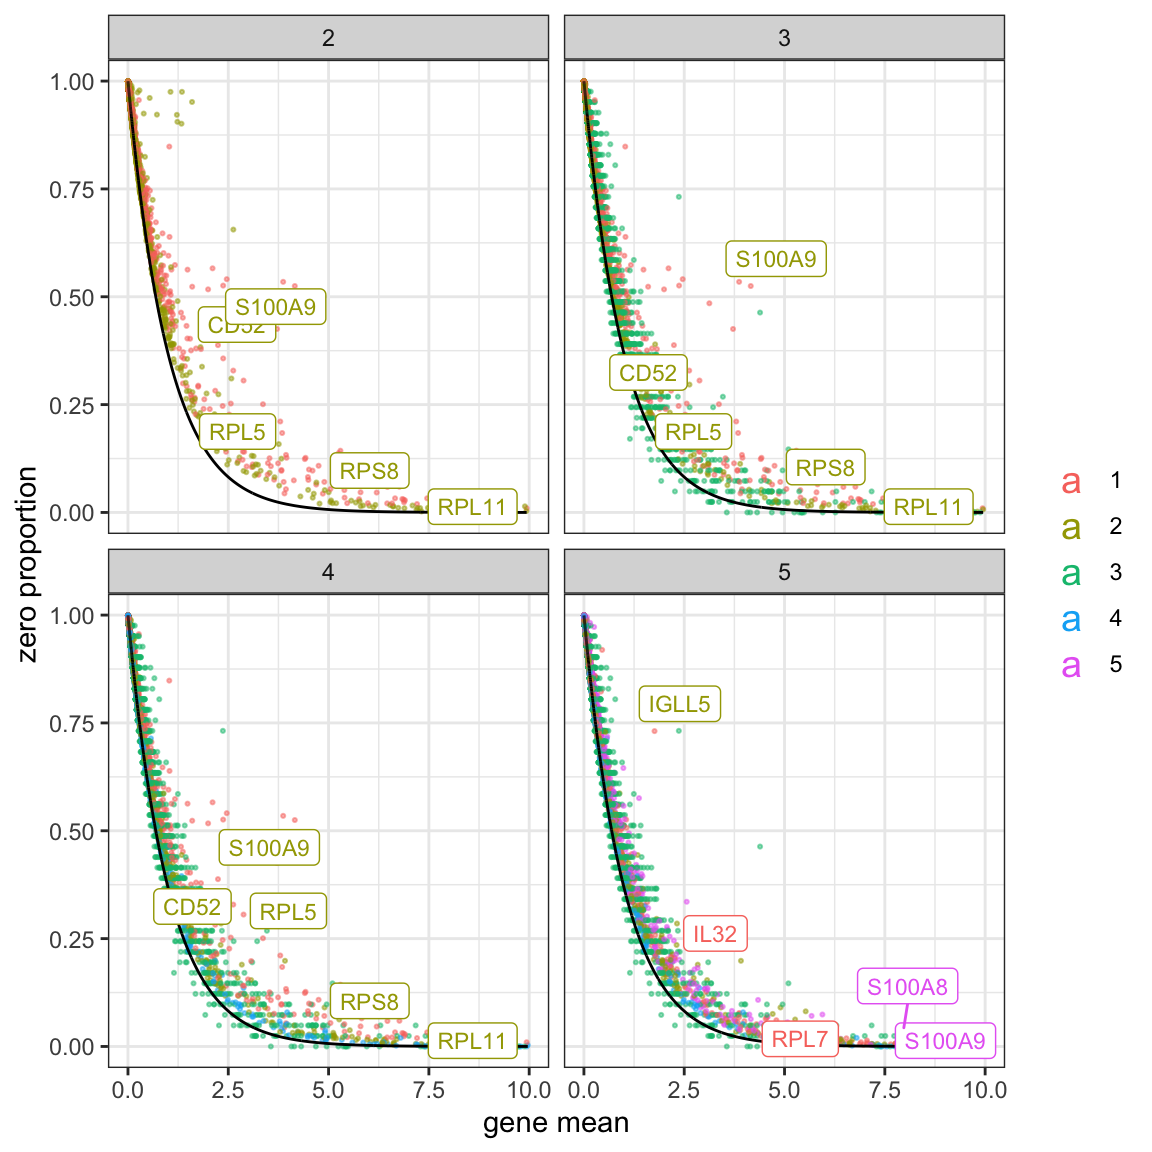 2
3
1.00
0.75
0.50
0.25
0.00
S100A9
CD52
RPL5
RPS8
RPL11
S100A9
CD52
RPL5
RPS8
RPL11
zero proportion
4
5
1.00
0.75
0.50
0.25
0.00
S100A9
CD52
RPL5
RPS8
RPL11
IGLL5
IL32
S100A8
RPL7
S100A9
0.0 2.5 5.0 7.5 10.0
0.0 2.5 5.0 7.5 10.0
gene mean
a 1
a 2
a 3
a 4
a 5